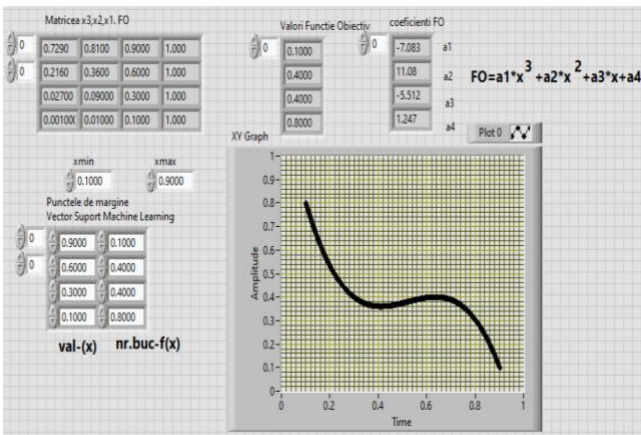 Matricea x3,x2,x1. FO
0 0.7290 0.8100 0.9000 1.000
0 0.2160 0.3600 0.6000 1.000
0.02700 0.09000 0.3000 1.000
0.00100 0.01000 0.1000 1.000
Valori Functie Obiectiv
0 0.1000
0.4000
0.4000
0.8000
coeficienti FO
0 -7.083 a1
11.08 a2
-5.512 a3
1.247 a4
FO=a1*x3+a2*x2+a3*x+a4
xmin
0.1000
xmax
0.9000
Punctele de margine
Vector Suport Machine Learning
0 0.9000 0.1000
0 0.6000 0.4000
0.3000 0.4000
0.1000 0.8000
val-(x) nr.buc-f(x)
XY Graph
Plot 0
Amplitude
1-
0.9-
0.8-
0.7-
0.6-
0.5-
0.4-
0.3-
0.2-
0.1-
0-
0 0.2 0.4 0.6 0.8 1
Time